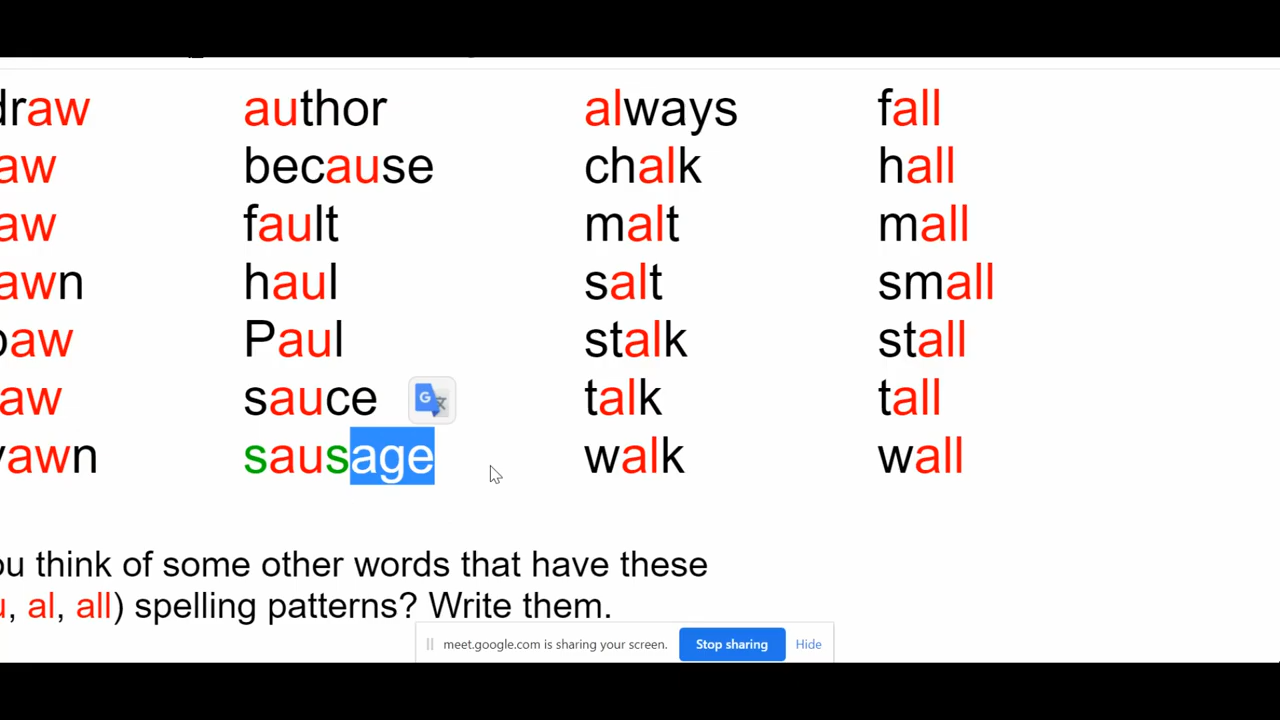 draw author always fall
aw because chalk hall
aw fault malt mall
awn haul salt small
paw Paul stalk stall
aw sauce talk tall
yawn sausage walk wall
ou think of some other words that have these
u, al, all) spelling patterns? Write them.
meet.google.com is sharing your screen. Stop sharing Hide